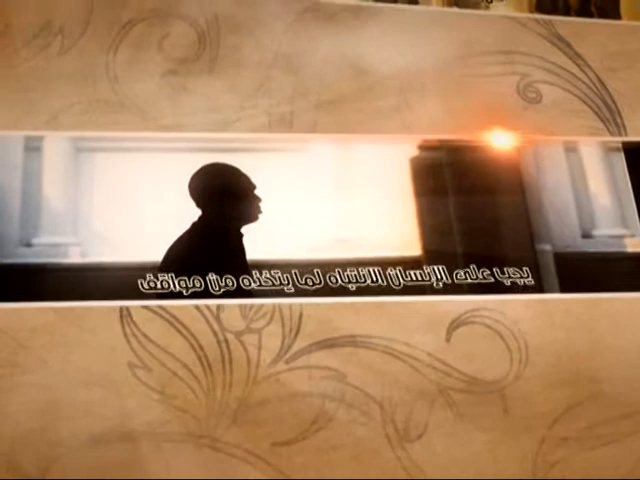 يجب على الإنسان الانتباه لما يتخذه من مواقف